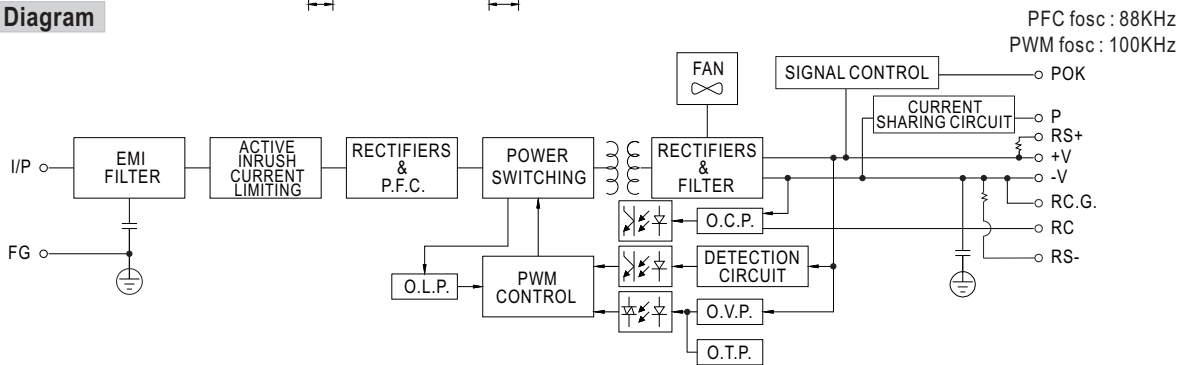 Diagram
PFC fosc : 88KHz
PWM fosc : 100KHz
FAN
SIGNAL CONTROL
POK
CURRENT
SHARING CIRCUIT
P
RS+
I/P
EMI
FILTER
ACTIVE
INRUSH
CURRENT
LIMITING
RECTIFIERS
&
P.F.C.
POWER
SWITCHING
RECTIFIERS
&
FILTER
+V
-V
RC.G.
O.C.P.
RC
FG
DETECTION
CIRCUIT
RS-
O.L.P.
PWM
CONTROL
O.V.P.
O.T.P.